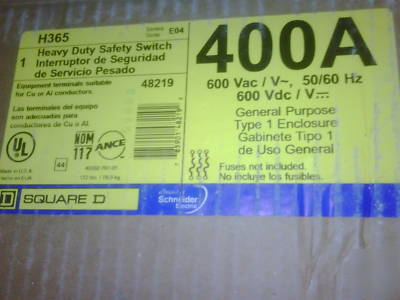 H365
Series E04
1
Heavy Duty Safety Switch
Interruptor de Seguridad
de Servicio Pesado
Equipment terminals suitable
for Cu or Al conductors.
48219
Las terminales del equipo
son adecuadas para
conductores de Cu o Al.
UL
NOM
117
ANCE
44
400A
600 Vac / V~, 50/60 Hz
600 Vdc / V
General Purpose
Type 1 Enclosure
Gabinete Tipo 1
de Uso General
Fuses not included.
No incluye los fusibles.
SQUARE D
Schneider
Electric